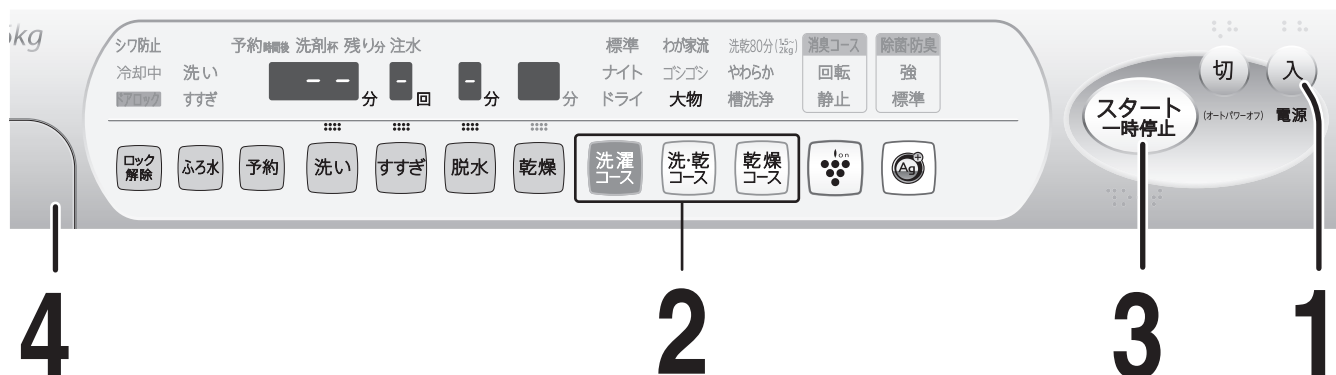 kg
シワ防止 予約時間後 洗剤杯 残り分 注水 標準 わが家流 洗乾80分(1.5~2kg) 消臭コース 除菌防臭
冷却中 洗い ナイト ゴシゴシ やわらか 回転 強
ドアロック すすぎ 分 回 分 分 ドライ 大物 槽洗浄 静止 標準
切 入
スタート
一時停止
(オートパワーオフ) 電源
ロック
解除
ふろ水
予約
洗い
すすぎ
脱水
乾燥
洗濯
コース
洗・乾
コース
乾燥
コース
ion
Ag+
4
2
3
1